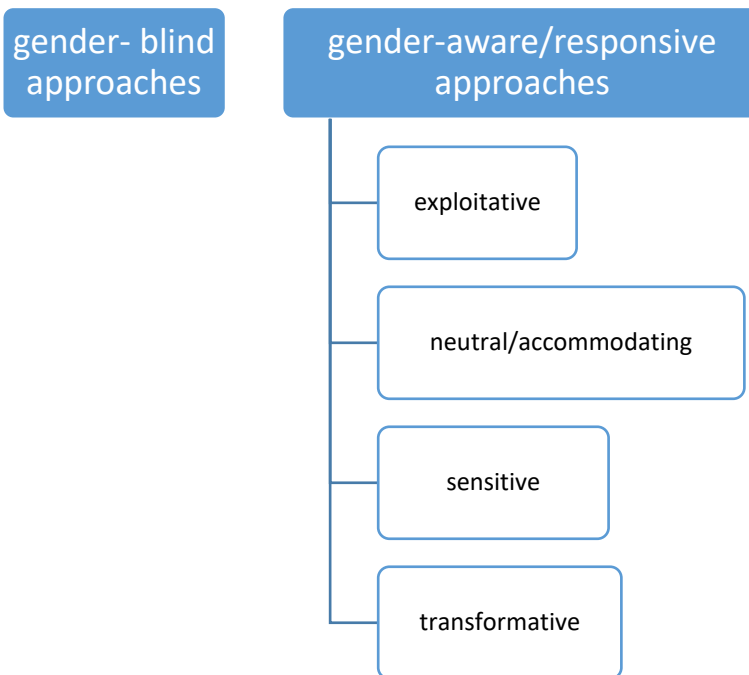 gender- blind
approaches
gender-aware/responsive
approaches
exploitative
neutral/accommodating
sensitive
transformative